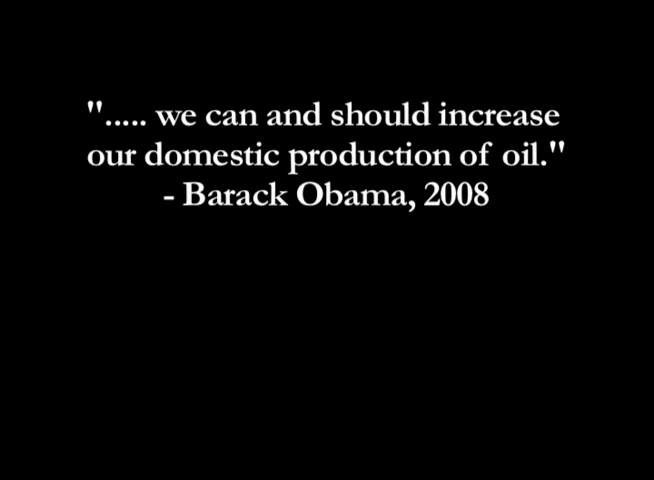 "..... we can and should increase
our domestic production of oil."
- Barack Obama, 2008